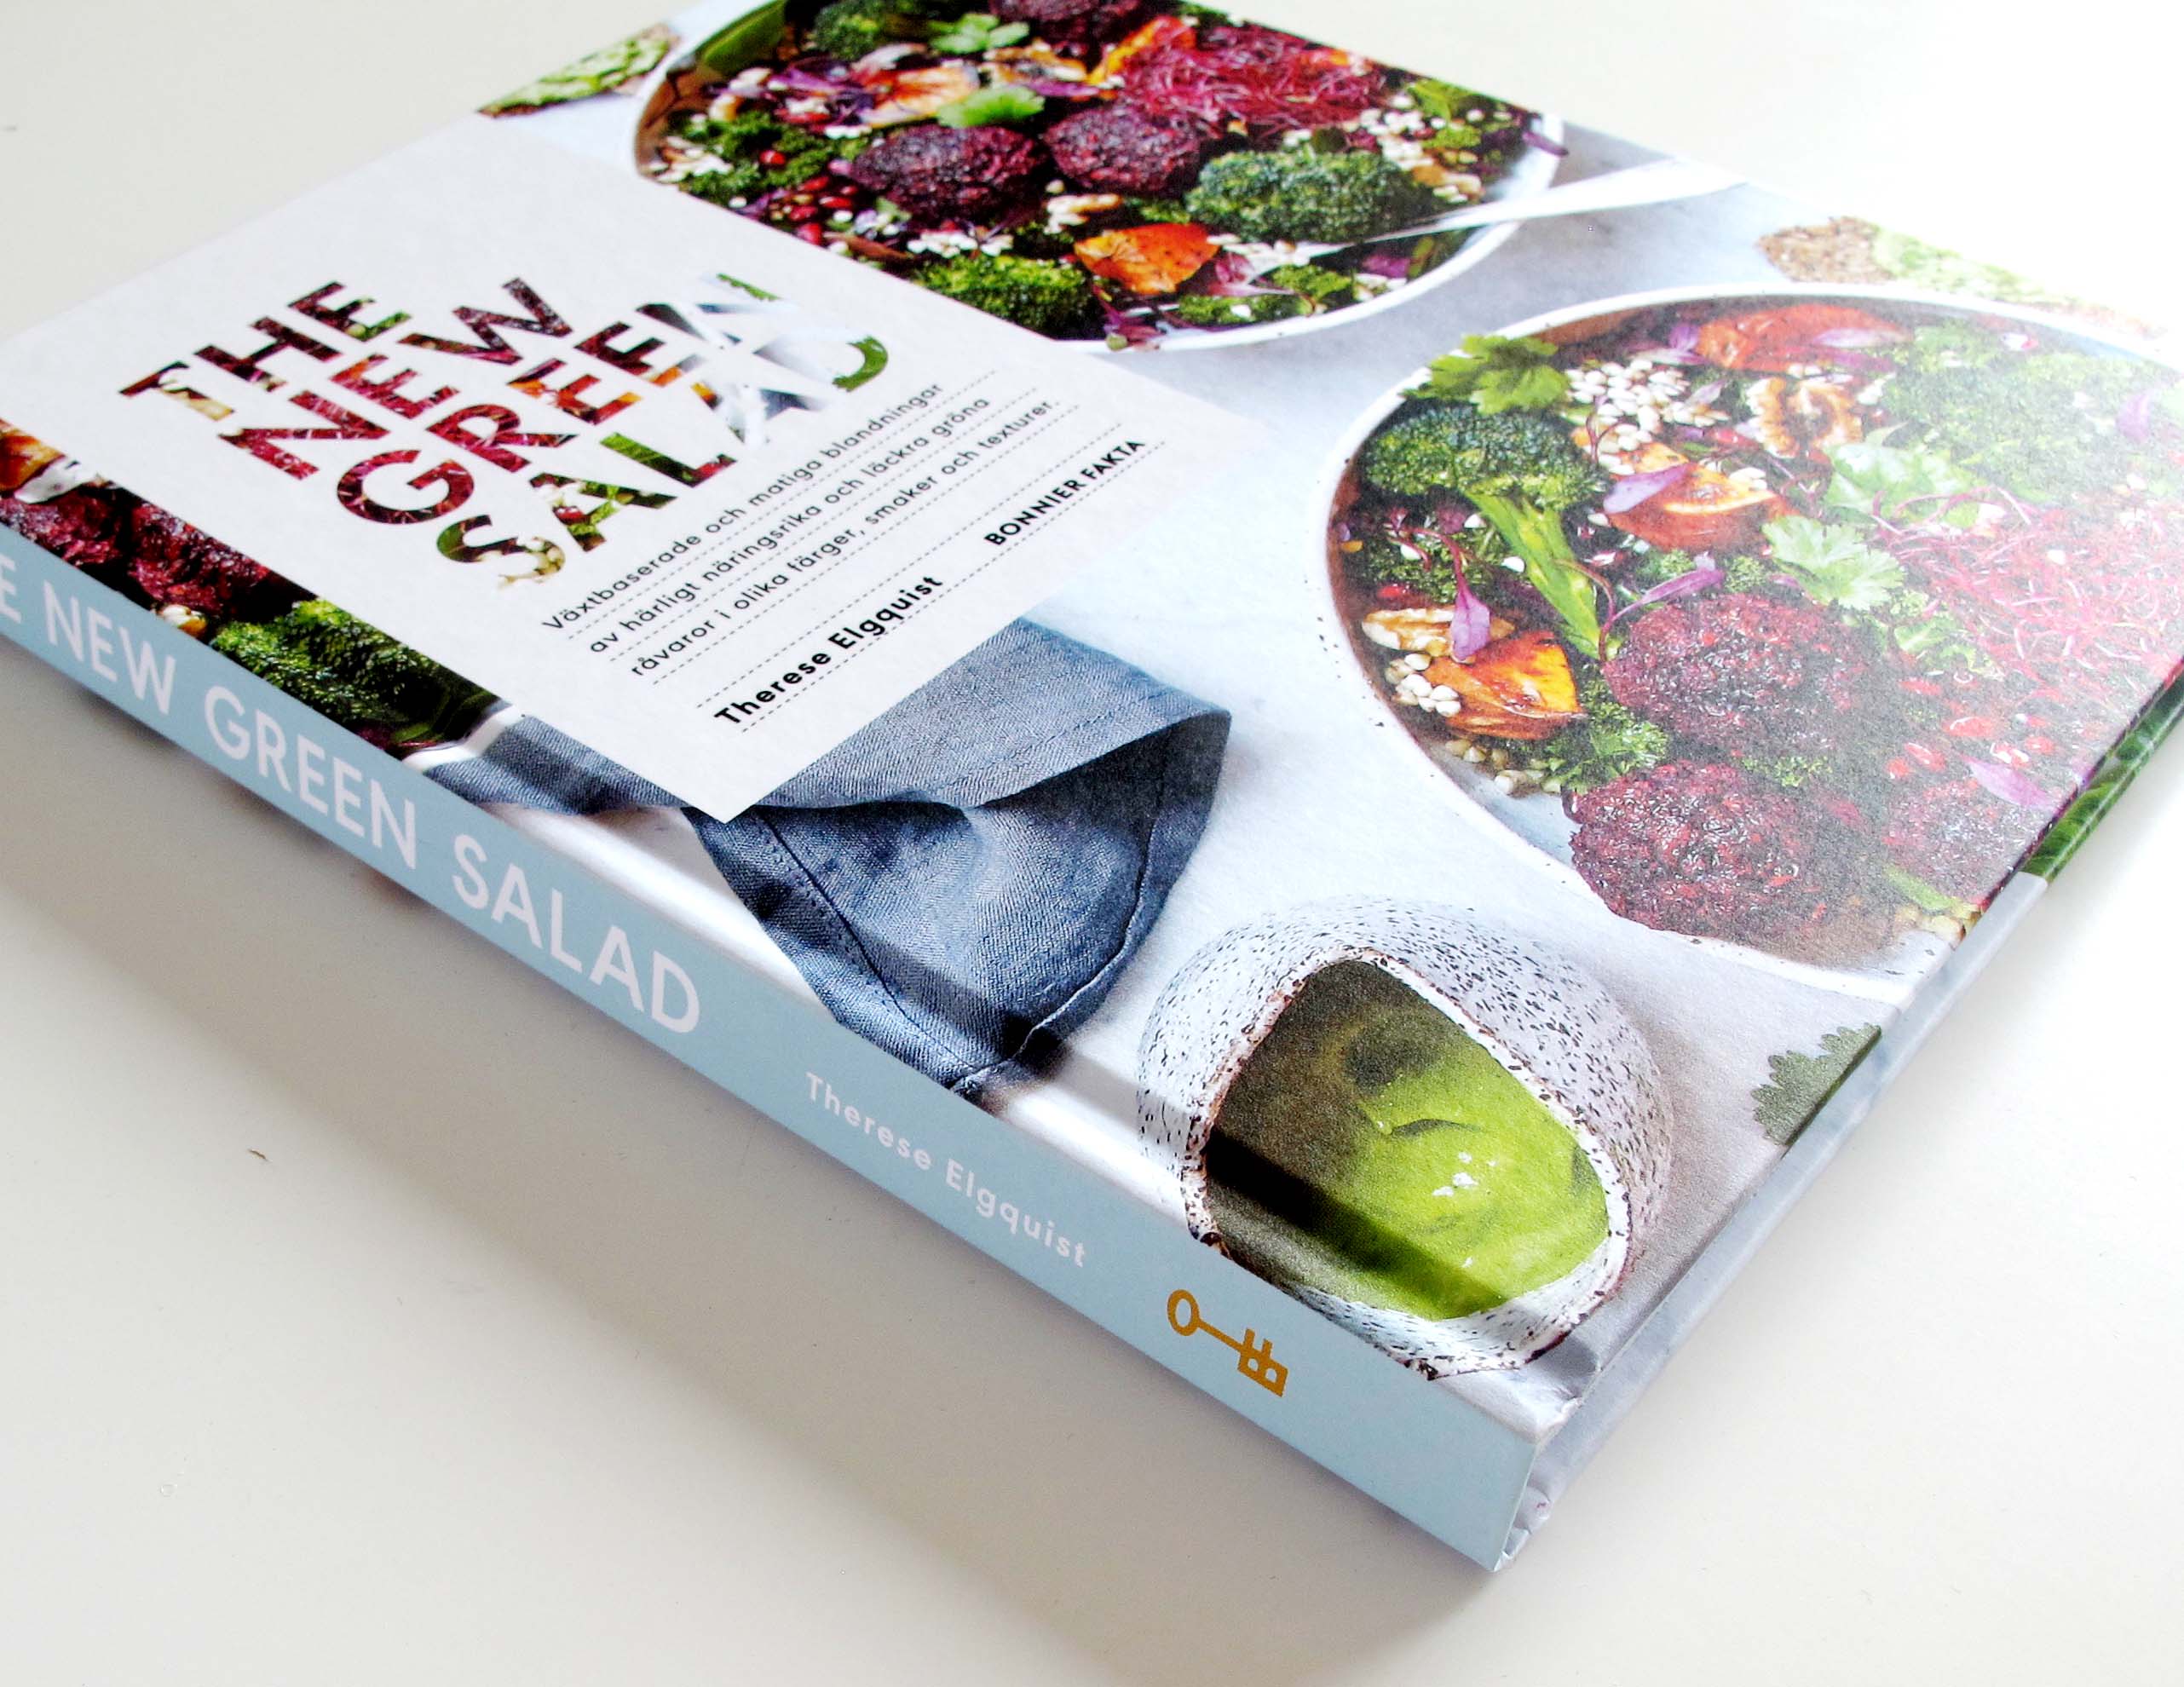 THE
NEW
GREEN
SALAD
Växtbaserade och matiga blandningar
av härligt näringsrika och läckra gröna
råvaror i olika färger, smaker och texturer.
Therese Elgquist
BONNIER FAKTA
E NEW GREEN SALAD
Therese Elgquist